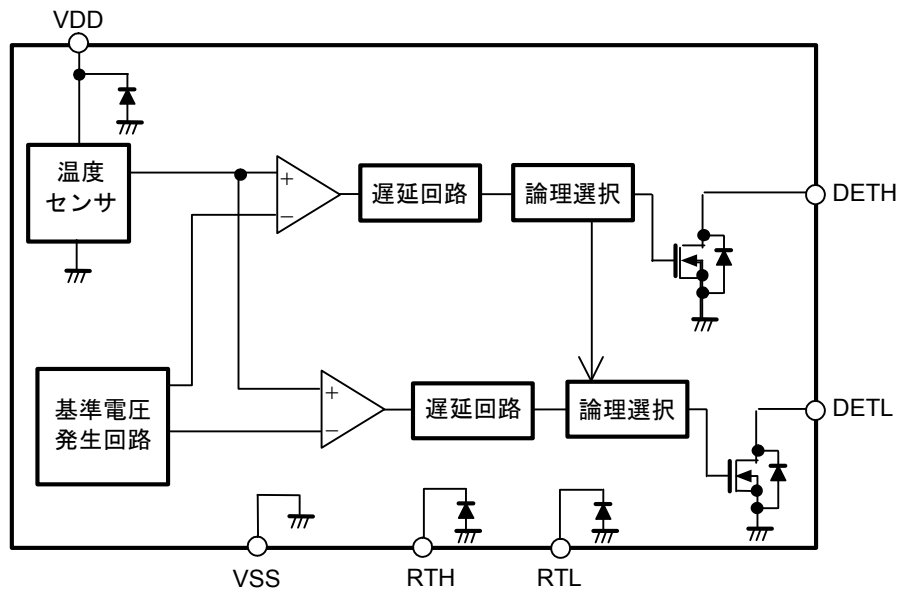 VDD
温度
センサ
+
−
遅延回路
論理選択
DETH
基準電圧
発生回路
+
−
遅延回路
論理選択
DETL
VSS
RTH
RTL